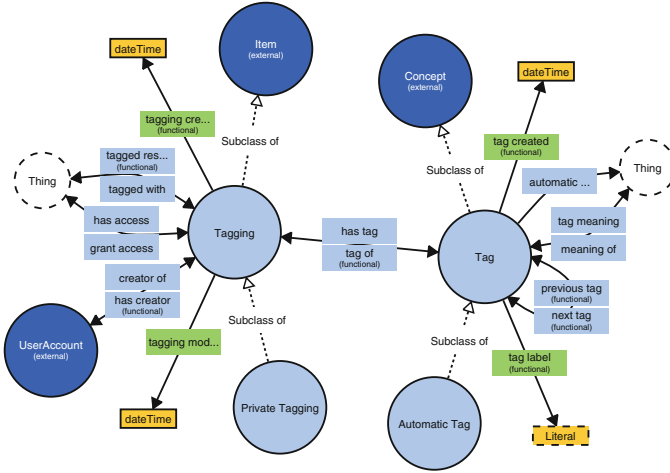 Item
(external)
dateTime
Concept
(external)
dateTime
tagging cre...
(functional)
Subclass of
tag created
(functional)
Subclass of
tagged res...
(functional)
tagged with
Thing
automatic ...
Thing
has access
grant access
Tagging
has tag
tag of
(functional)
Tag
tag meaning
meaning of
creator of
has creator
(functional)
previous tag
(functional)
next tag
(functional)
UserAccount
(external)
tagging mod...
Subclass of
Subclass of
tag label
(functional)
dateTime
Private Tagging
Automatic Tag
Literal